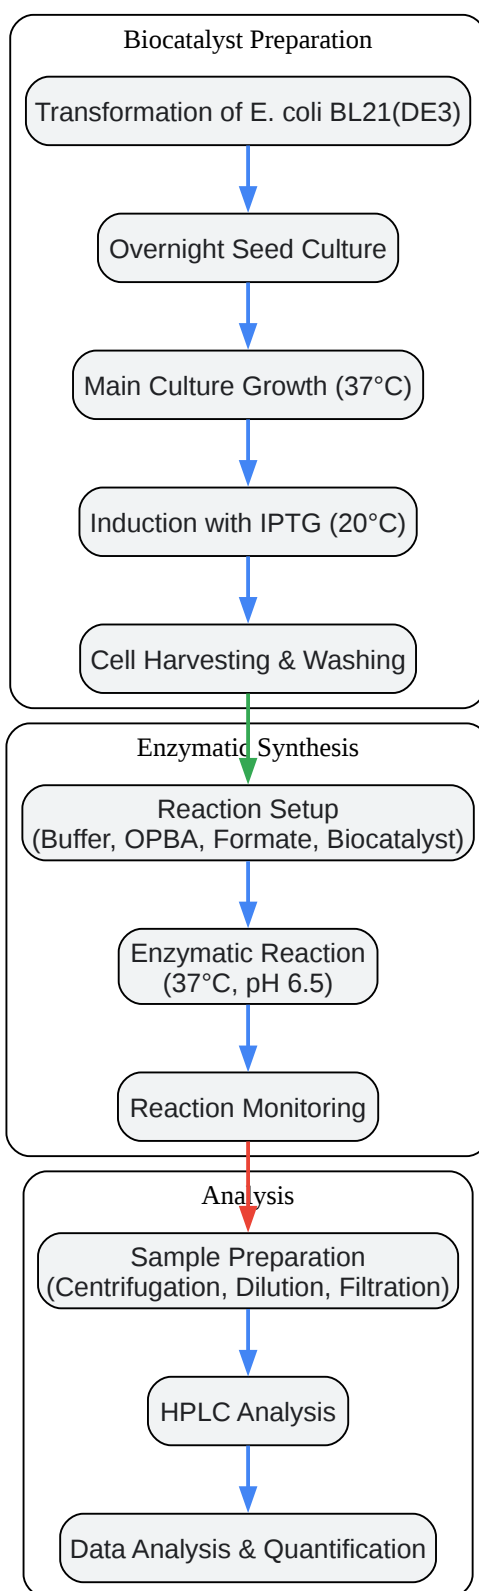 Biocatalyst Preparation
Transformation of E. coli BL21(DE3)
Overnight Seed Culture
Main Culture Growth (37°C)
Induction with IPTG (20°C)
Cell Harvesting & Washing
Enzymatic Synthesis
Reaction Setup
(Buffer, OPBA, Formate, Biocatalyst)
Enzymatic Reaction
(37°C, pH 6.5)
Reaction Monitoring
Analysis
Sample Preparation
(Centrifugation, Dilution, Filtration)
HPLC Analysis
Data Analysis & Quantification